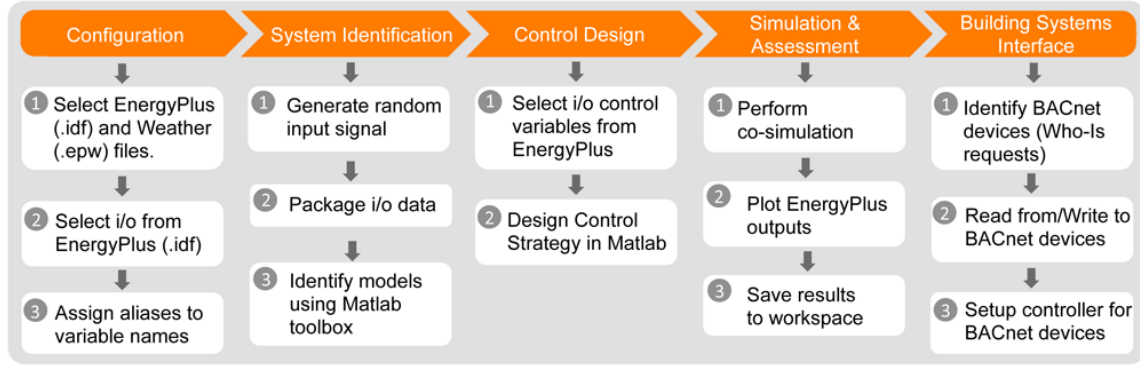 Configuration
1
Select EnergyPlus
(.idf) and Weather
(.epw) files.
2
Select i/o from
EnergyPlus (.idf)
3
Assign aliases to
variable names
System Identification
1
Generate random
input signal
2
Package i/o data
3
Identify models
using Matlab
toolbox
Control Design
1
Select i/o control
variables from
EnergyPlus
2
Design Control
Strategy in Matlab
Simulation &
Assessment
1
Perform
co-simulation
2
Plot EnergyPlus
outputs
3
Save results
to workspace
Building Systems
Interface
1
Identify BACnet
devices (Who-Is
requests)
2
Read from/Write to
BACnet devices
3
Setup controller for
BACnet devices